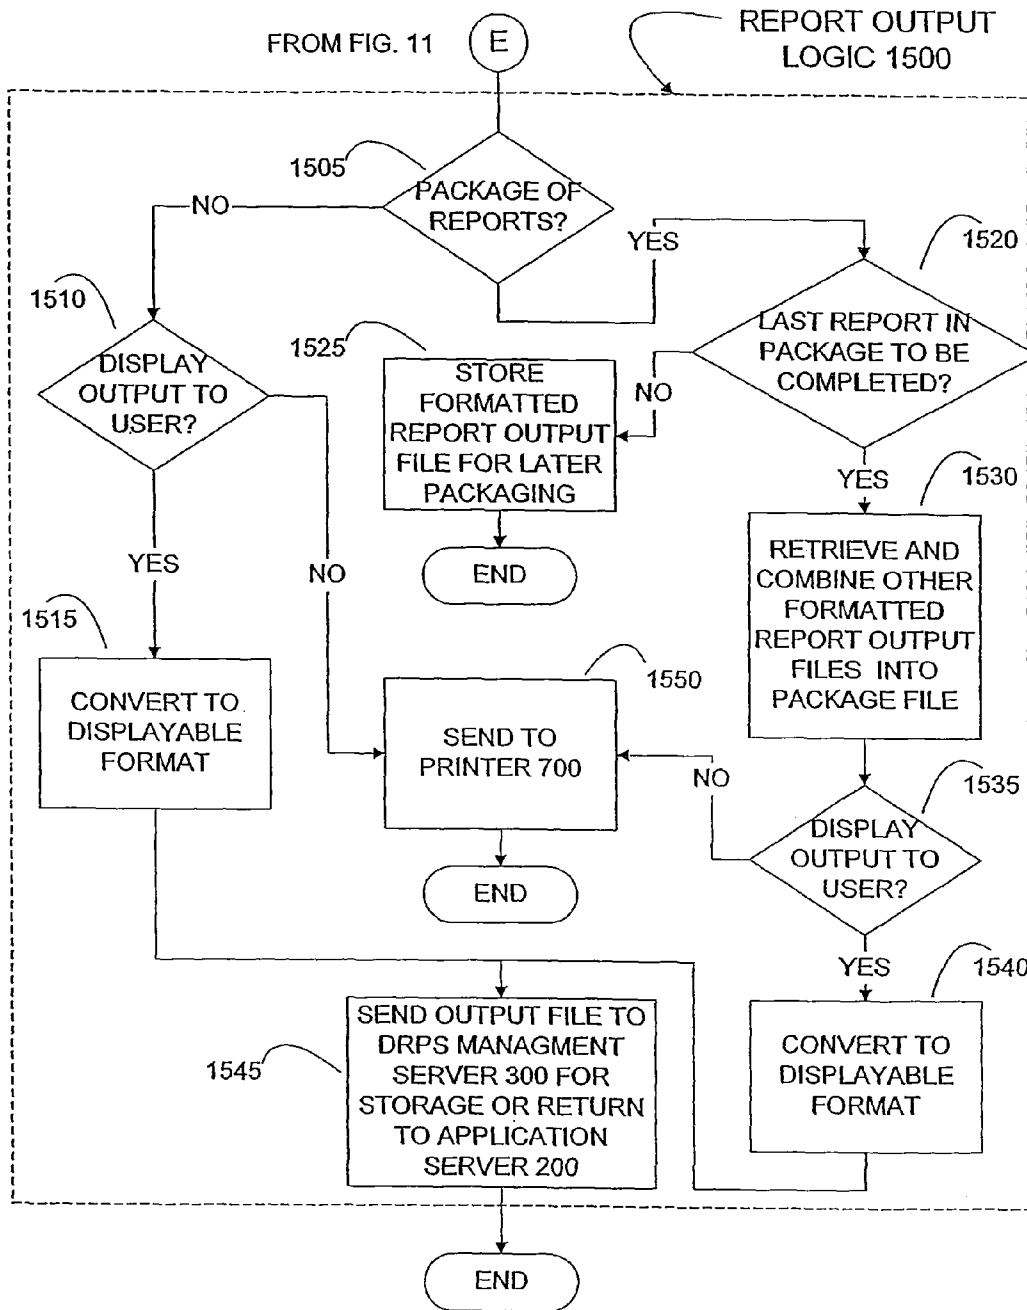 FROM FIG. 11
E
REPORT OUTPUT
LOGIC 1500
1505
PACKAGE OF
REPORTS?
NO
YES
1520
1510
DISPLAY
OUTPUT TO
USER?
1525
STORE
FORMATTED
REPORT OUTPUT
FILE FOR LATER
PACKAGING
NO
LAST REPORT IN
PACKAGE TO BE
COMPLETED?
YES
1530
END
YES
NO
RETRIEVE AND
COMBINE OTHER
FORMATTED
REPORT OUTPUT
FILES INTO
PACKAGE FILE
1515
CONVERT TO
DISPLAYABLE
FORMAT
1550
SEND TO
PRINTER 700
NO
1535
DISPLAY
OUTPUT TO
USER?
END
YES
1540
1545
SEND OUTPUT FILE TO
DRPS MANAGMENT
SERVER 300 FOR
STORAGE OR RETURN
TO APPLICATION
SERVER 200
CONVERT TO
DISPLAYABLE
FORMAT
END